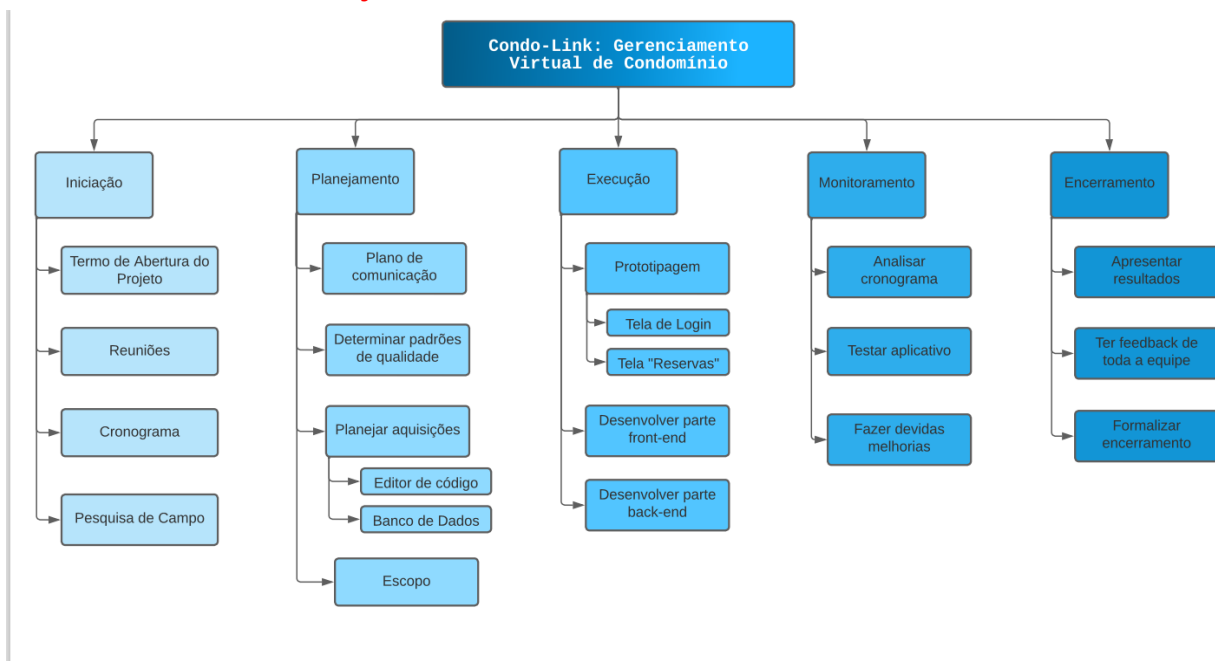 Condo-Link: Gerenciamento
Virtual de Condomínio
Iniciação
Termo de Abertura do
Projeto
Reuniões
Cronograma
Pesquisa de Campo
Planejamento
Plano de
comunicação
Determinar padrões
de qualidade
Planejar aquisições
Editor de código
Banco de Dados
Escopo
Execução
Prototipagem
Tela de Login
Tela "Reservas"
Desenvolver parte
front-end
Desenvolver parte
back-end
Monitoramento
Analisar
cronograma
Testar aplicativo
Fazer devidas
melhorias
Encerramento
Apresentar
resultados
Ter feedback de
toda a equipe
Formalizar
encerramento